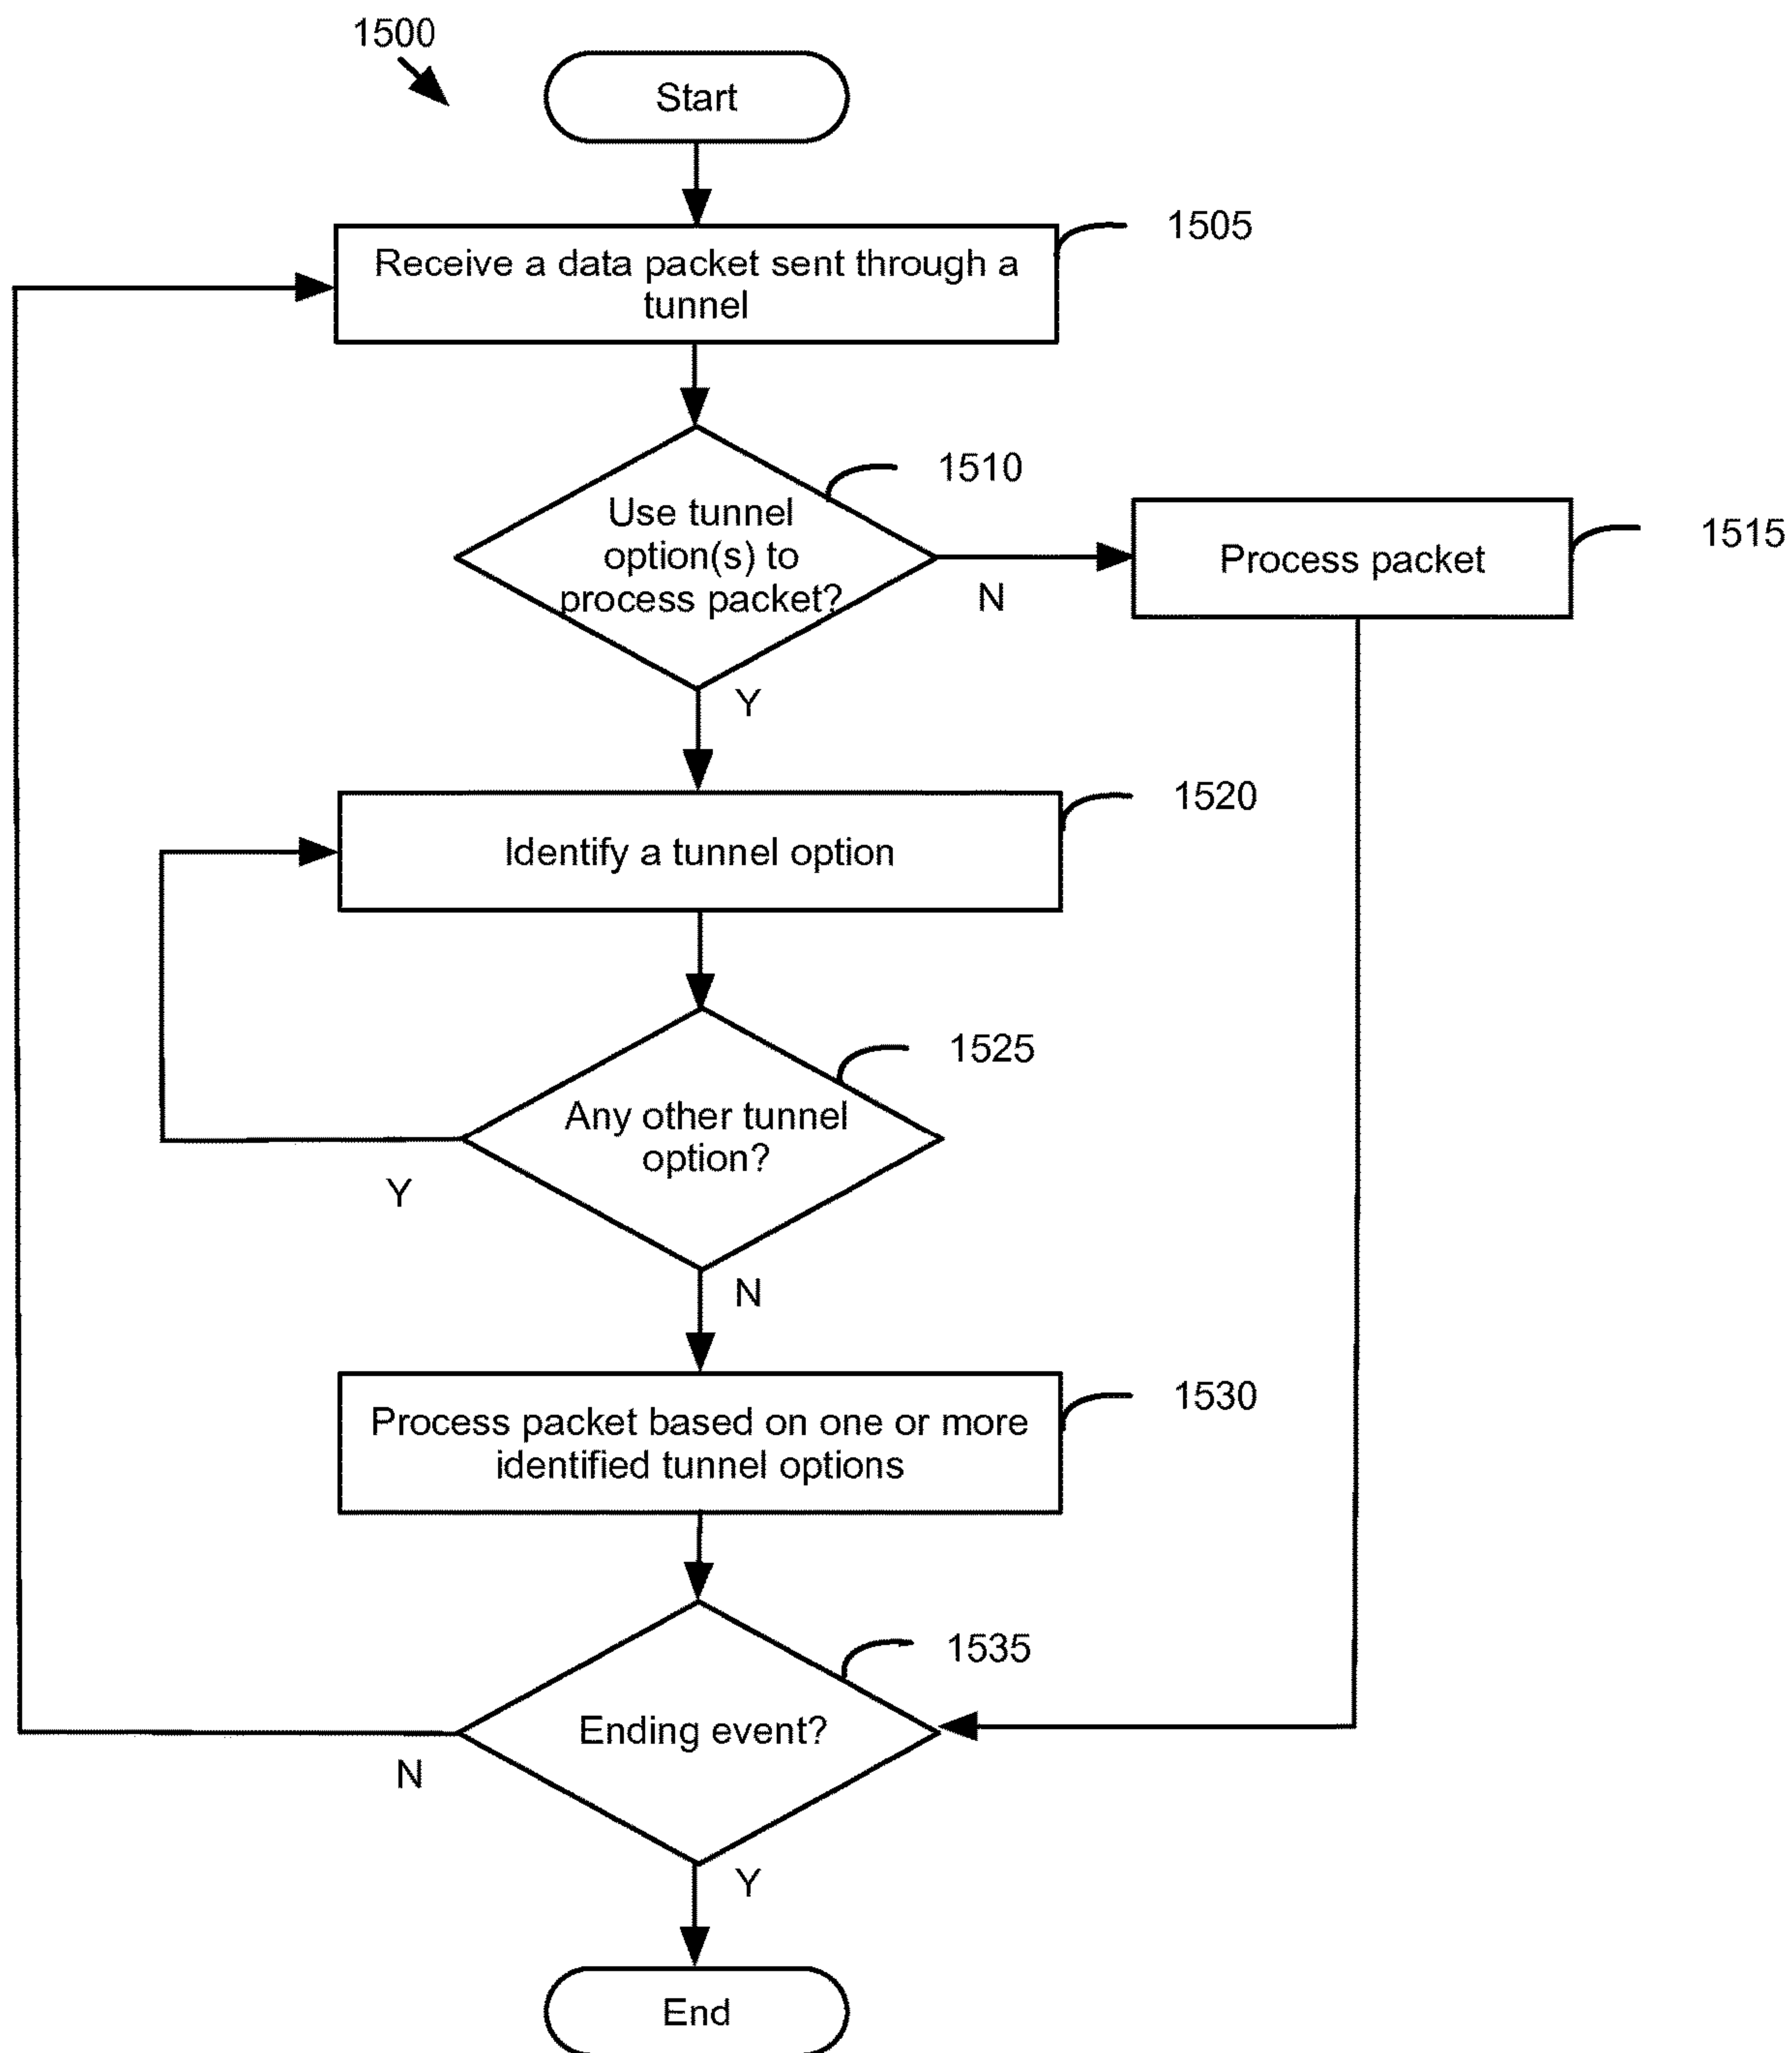 1500
Start
1505
Receive a data packet sent through a
tunnel
1510
Use tunnel
option(s) to
process packet?
N
1515
Process packet
Y
1520
Identify a tunnel option
1525
Any other tunnel
option?
Y
N
1530
Process packet based on one or more
identified tunnel options
1535
Ending event?
N
Y
End